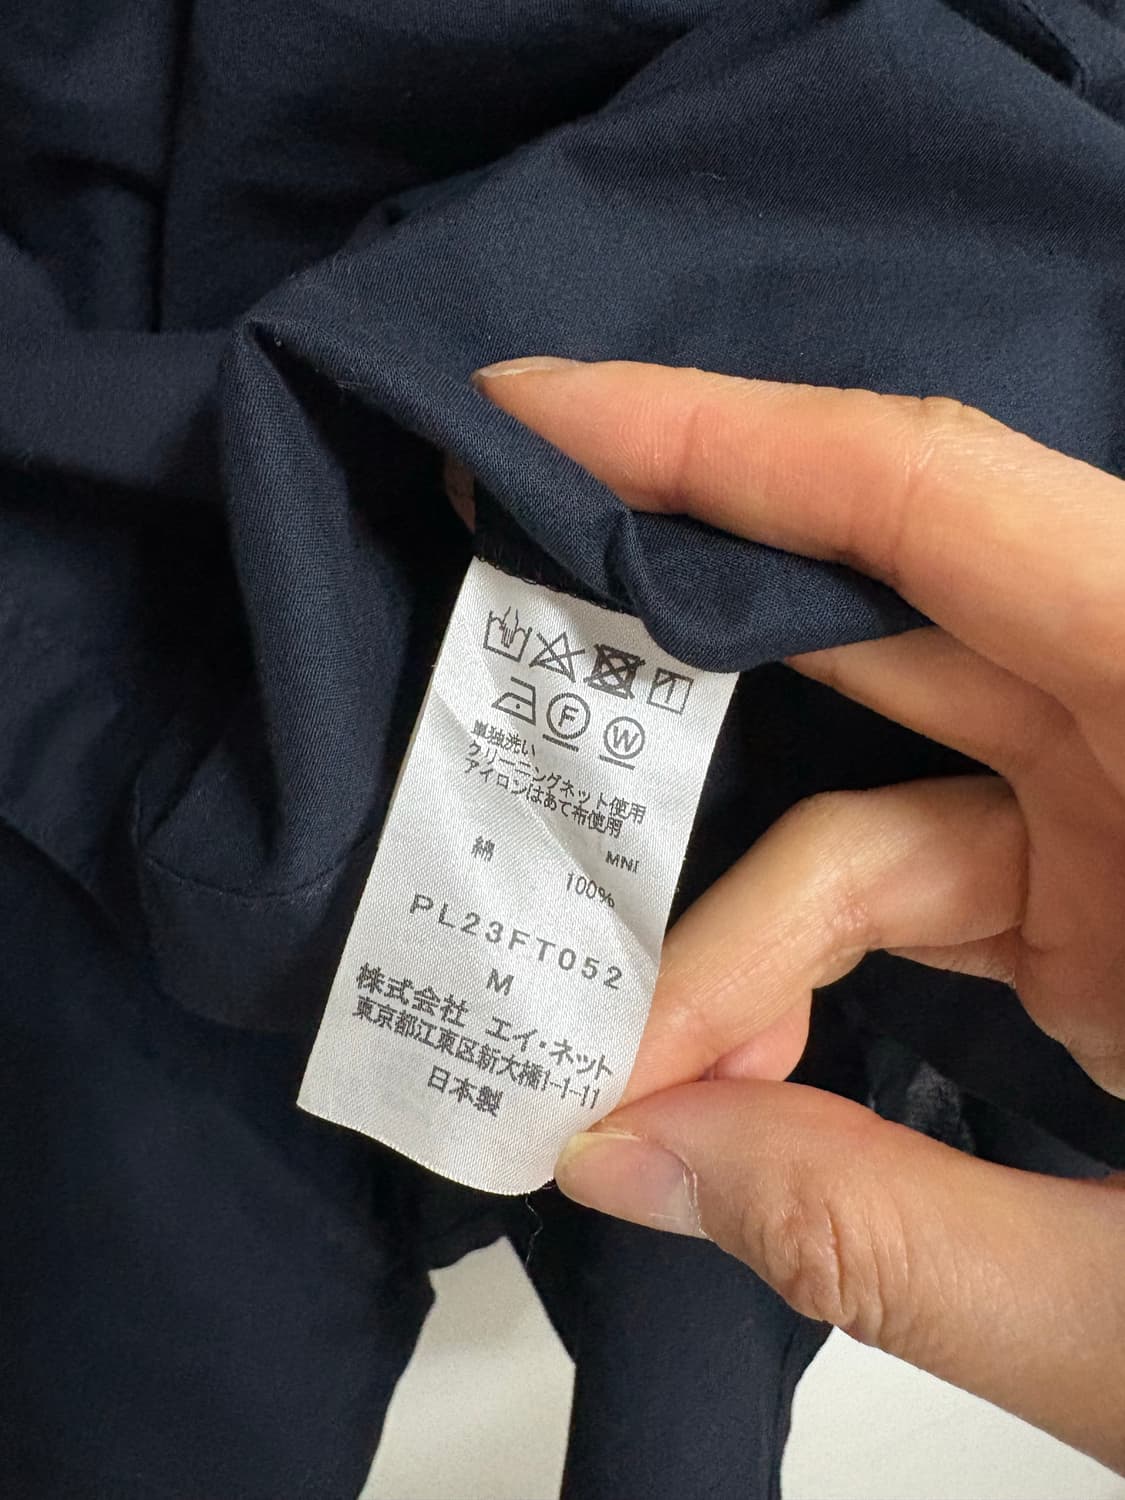 F W
単独洗い
クリーニングネット使用
アイロンはあて布使用
綿 MNI
100%
PL23FT052
M
株式会社 エイ・ネット
東京都江東区新大橋1-1-11
日本製